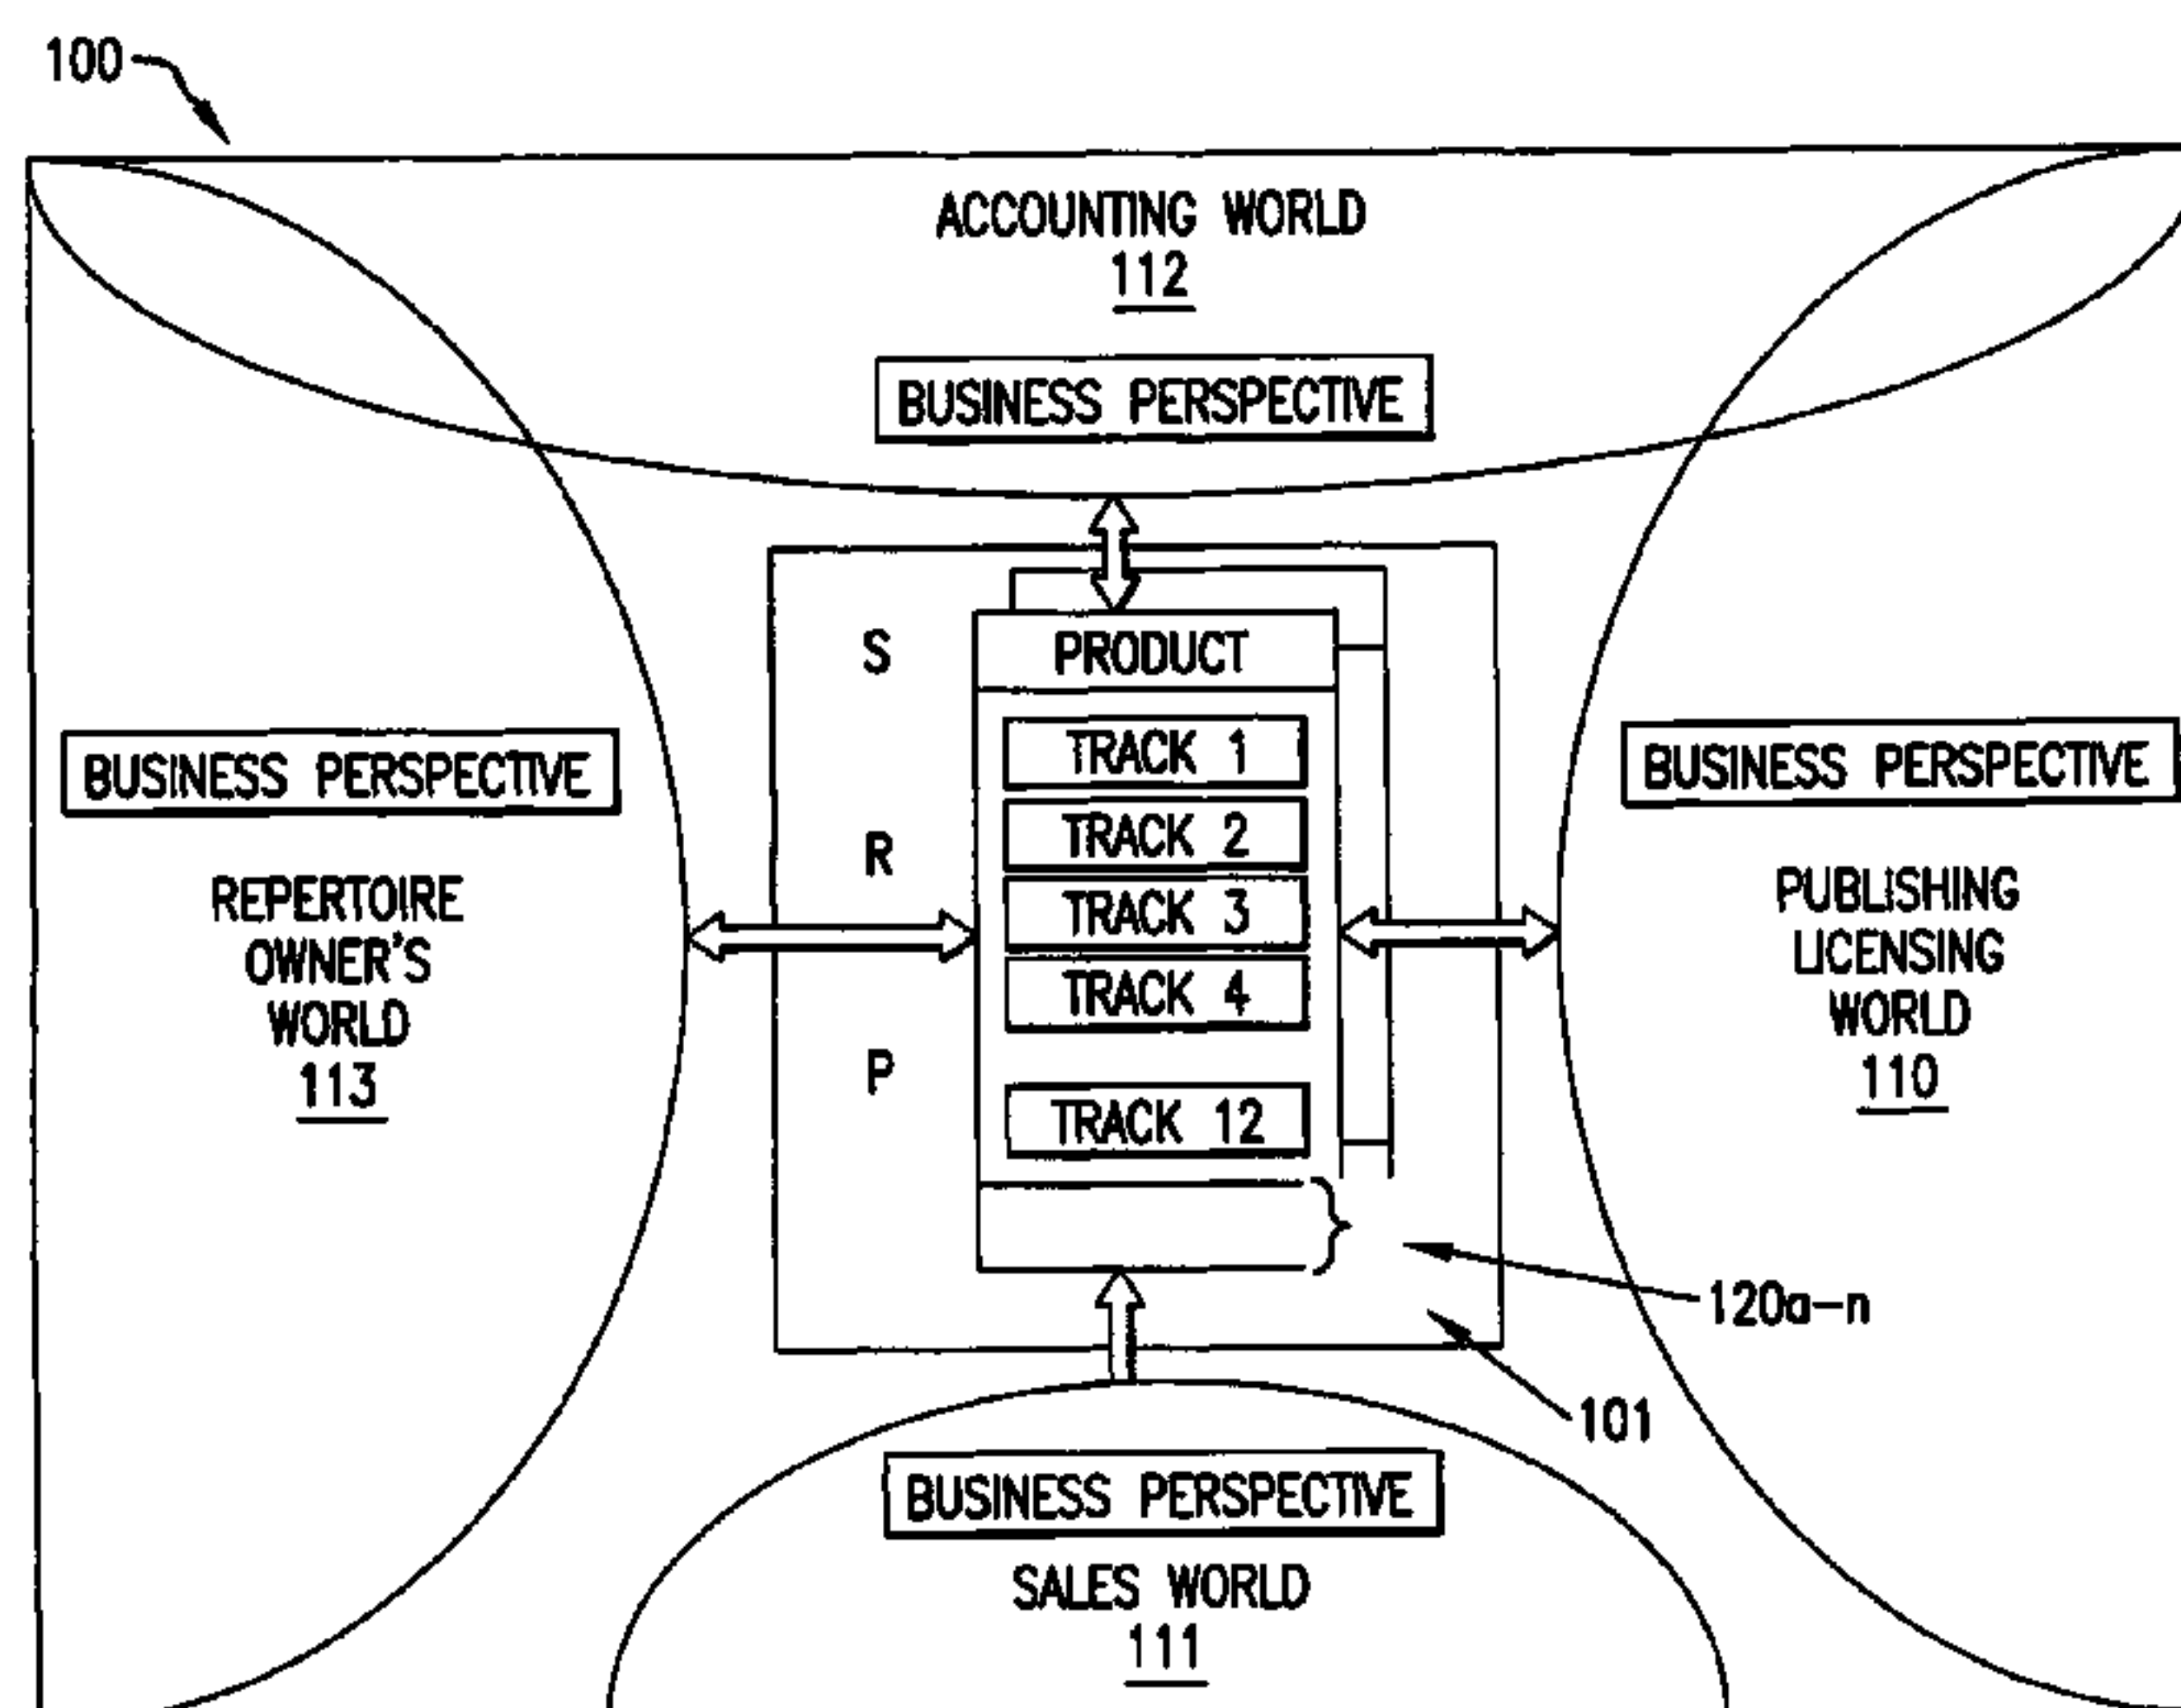 100
ACCOUNTING WORLD
112
BUSINESS PERSPECTIVE
S
PRODUCT
TRACK 1
BUSINESS PERSPECTIVE
BUSINESS PERSPECTIVE
R
TRACK 2
REPERTOIRE
OWNER'S
WORLD
113
TRACK 3
PUBLISHING
LICENSING
WORLD
110
TRACK 4
P
TRACK 12
120a-n
101
BUSINESS PERSPECTIVE
SALES WORLD
111